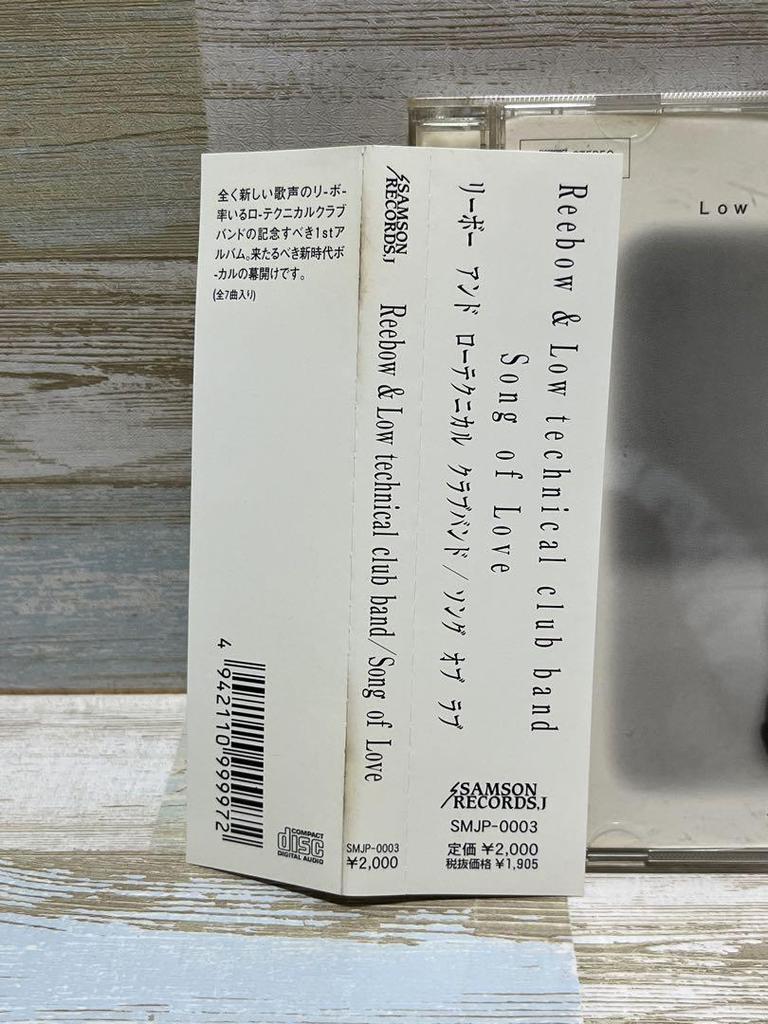 全く新しい歌声のリ-ボ-
率いるロ-テクニカルクラブ
バンドの記念すべき1stア
ルバム。来たるべき新時代ボ
-カルの幕開けです。
(全7曲入り)
4 942110 999972
COMPACT
disc
DIGITAL AUDIO
SAMSON
RECORDS.J
Reebow & Low technical club band/Song of Love
SMJP-0003
¥2,000
Reebow & Low technical club band
Song of Love
リーボー アンド ローテクニカル クラブバンド / ソング オブ ラブ
SAMSON
RECORDS.J
SMJP-0003
定価 ¥2,000
税抜価格 ¥1,905
STEREO
Low